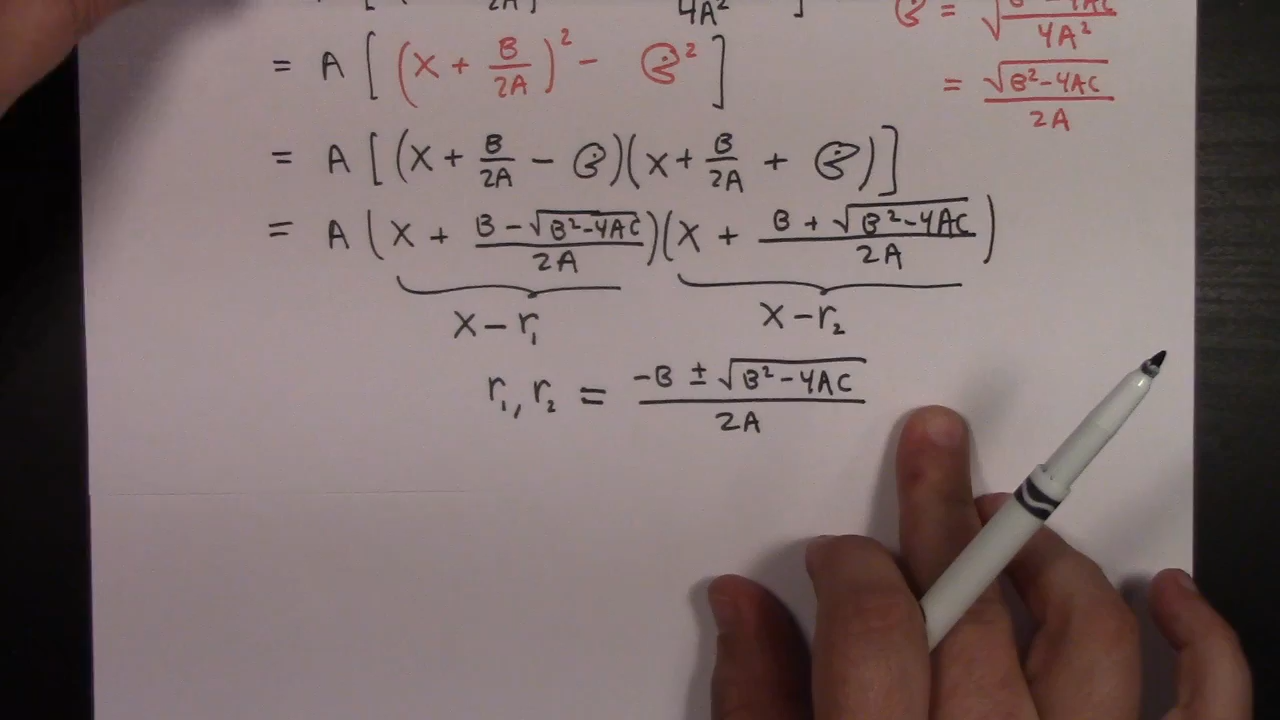 = A [ (x + B/2A)² - ☺² ]
= √(B²-4AC)/2A
= A [ (x + B/2A - ☺)(x + B/2A + ☺) ]
= A (x + (B - √(B²-4AC))/2A)(x + (B + √(B²-4AC))/2A)
x - r₁ x - r₂
r₁, r₂ = (-B ± √(B²-4AC))/2A